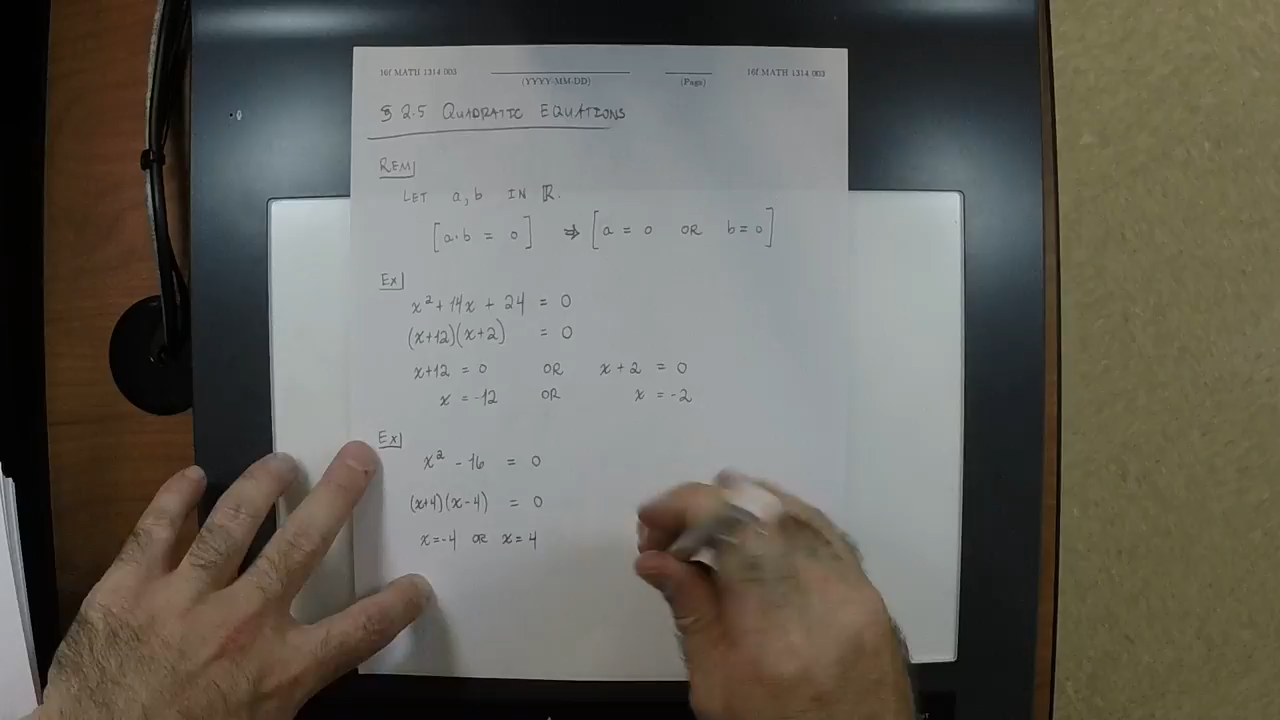 16f MATH 1314 003 (YYYY-MM-DD) (Page) 16f MATH 1314 003
§ 2.5 QUADRATIC EQUATIONS
REM
LET a, b IN ℝ.
[a·b = 0] ⇒ [a = 0 OR b = 0]
Ex
x² + 14x + 24 = 0
(x+12)(x+2) = 0
x+12 = 0 OR x + 2 = 0
x = -12 OR x = -2
Ex
x² - 16 = 0
(x+4)(x-4) = 0
x=-4 OR x=4